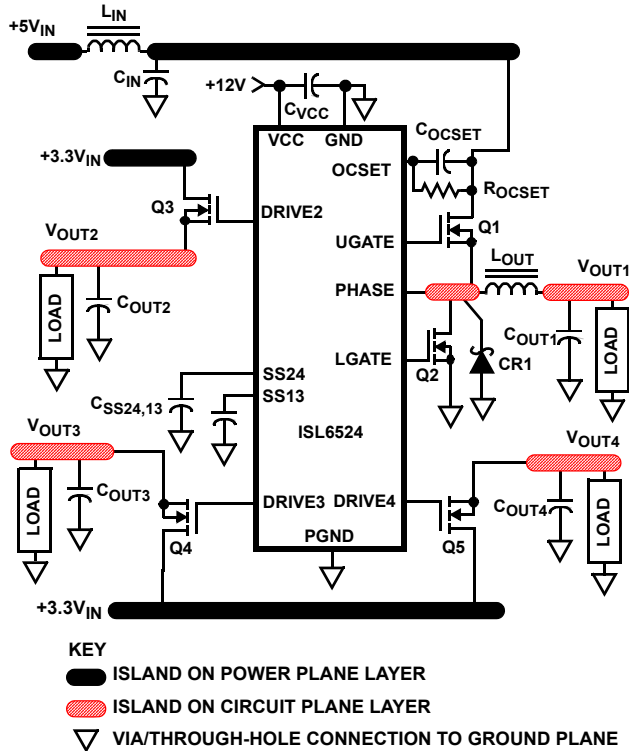 +5VIN
LIN
CIN
+12V
CVCC
VCC
GND
COCSET
OCSET
ROCSET
+3.3VIN
Q3
DRIVE2
Q1
UGATE
VOUT2
LOUT
VOUT1
PHASE
LOAD
COUT2
COUT1
LOAD
LGATE
Q2
CR1
SS24
CSS24,13
SS13
ISL6524
VOUT3
VOUT4
LOAD
COUT3
DRIVE3
DRIVE4
COUT4
LOAD
Q4
PGND
Q5
+3.3VIN
KEY
ISLAND ON POWER PLANE LAYER
ISLAND ON CIRCUIT PLANE LAYER
VIA/THROUGH-HOLE CONNECTION TO GROUND PLANE